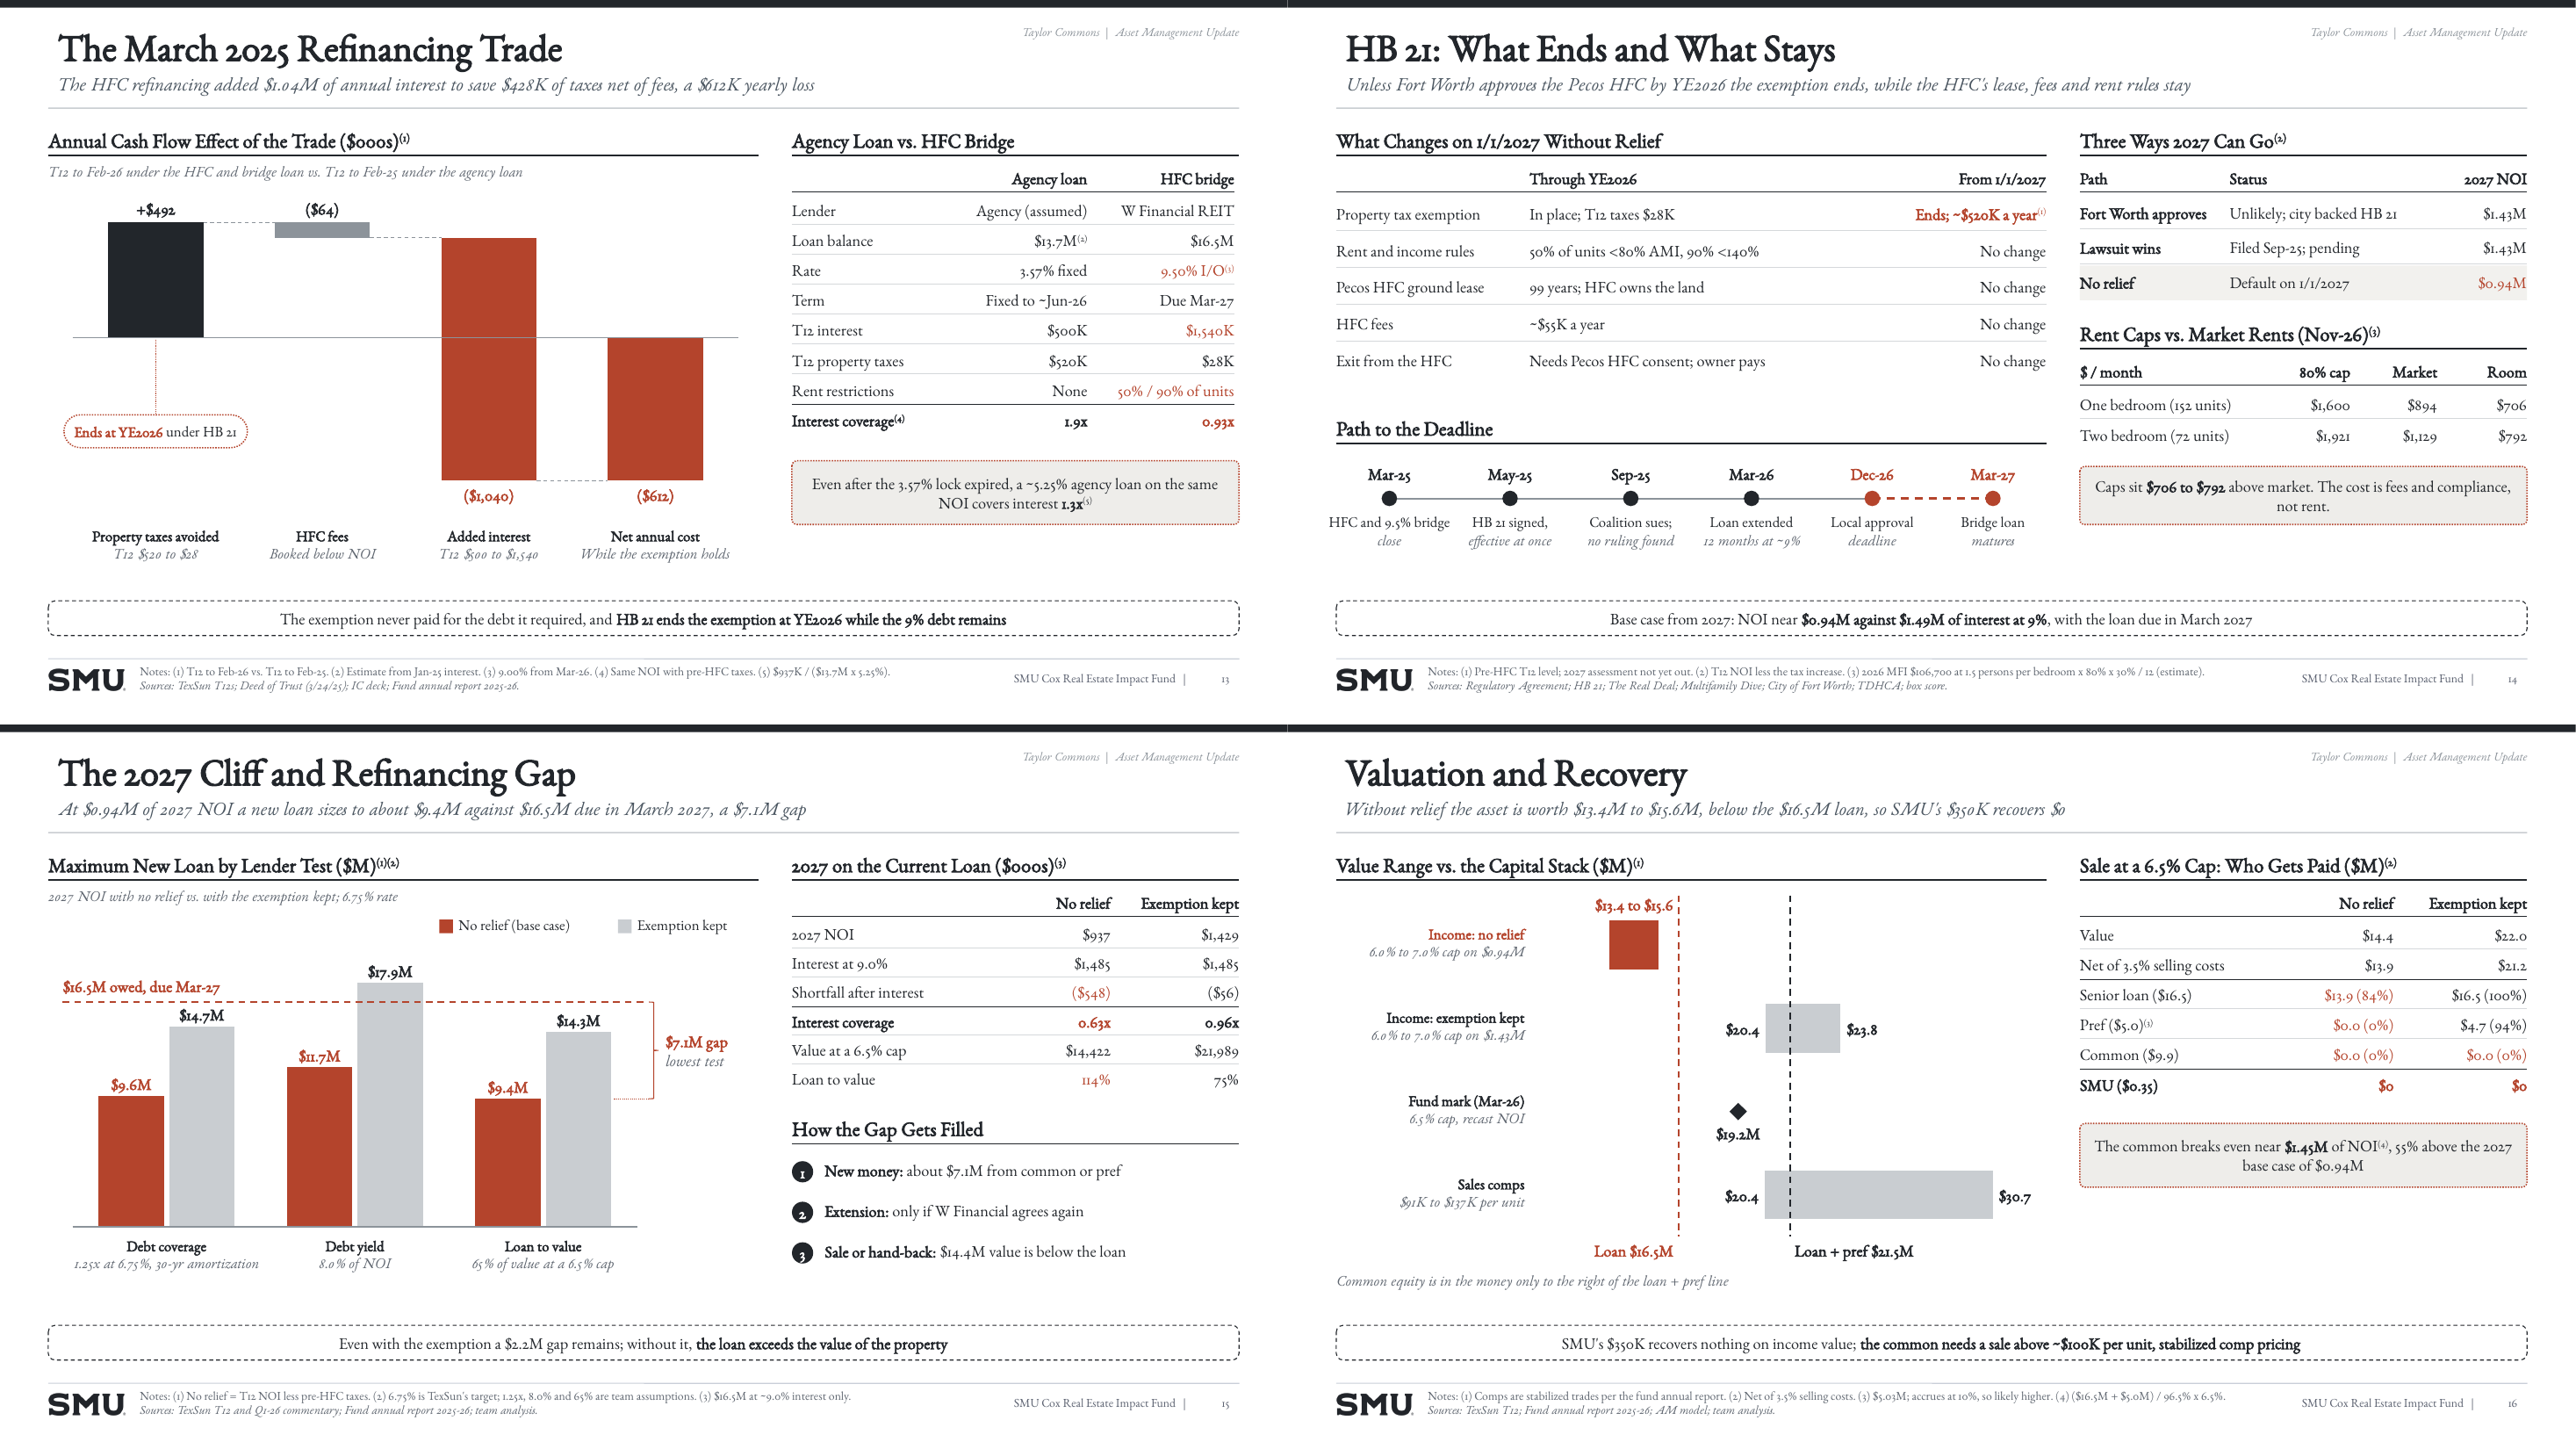 Taylor Commons | Asset Management Update
The March 2025 Refinancing Trade
The HFC refinancing added $1.04M of annual interest to save $428K of taxes net of fees, a $612K yearly loss
Annual Cash Flow Effect of the Trade ($000s)(1)
T12 to Feb-26 under the HFC and bridge loan vs. T12 to Feb-25 under the agency loan
+$492
($64)
($1,040)
($612)
Ends at YE2026 under HB 21
Property taxes avoided
T12 $520 to $28
HFC fees
Booked below NOI
Added interest
T12 $500 to $1,540
Net annual cost
While the exemption holds
Agency Loan vs. HFC Bridge
Agency loan HFC bridge
Lender Agency (assumed) W Financial REIT
Loan balance $13.7M(2) $16.5M
Rate 3.57% fixed 9.50% I/O(3)
Term Fixed to ~Jun-26 Due Mar-27
T12 interest $500K $1,540K
T12 property taxes $520K $28K
Rent restrictions None 50% / 90% of units
Interest coverage(4) 1.9x 0.93x
Even after the 3.57% lock expired, a ~5.25% agency loan on the same
NOI covers interest 1.3x(5)
The exemption never paid for the debt it required, and HB 21 ends the exemption at YE2026 while the 9% debt remains
SMU
Notes: (1) T12 to Feb-26 vs. T12 to Feb-25. (2) Estimate from Jan-25 interest. (3) 9.00% from Mar-26. (4) Same NOI with pre-HFC taxes. (5) $937K / ($13.7M x 5.25%).
Sources: TexSun T12s; Deed of Trust (3/24/25); IC deck; Fund annual report 2025-26.
SMU Cox Real Estate Impact Fund | 13
Taylor Commons | Asset Management Update
HB 21: What Ends and What Stays
Unless Fort Worth approves the Pecos HFC by YE2026 the exemption ends, while the HFC's lease, fees and rent rules stay
What Changes on 1/1/2027 Without Relief
Through YE2026 From 1/1/2027
Property tax exemption In place; T12 taxes $28K Ends; ~$520K a year(1)
Rent and income rules 50% of units <80% AMI, 90% <140% No change
Pecos HFC ground lease 99 years; HFC owns the land No change
HFC fees ~$55K a year No change
Exit from the HFC Needs Pecos HFC consent; owner pays No change
Path to the Deadline
Mar-25 May-25 Sep-25 Mar-26 Dec-26 Mar-27
HFC and 9.5% bridge HB 21 signed, Coalition sues; Loan extended Local approval Bridge loan
close effective at once no ruling found 12 months at ~9% deadline matures
Three Ways 2027 Can Go(2)
Path Status 2027 NOI
Fort Worth approves Unlikely; city backed HB 21 $1.43M
Lawsuit wins Filed Sep-25; pending $1.43M
No relief Default on 1/1/2027 $0.94M
Rent Caps vs. Market Rents (Nov-26)(3)
$ / month 80% cap Market Room
One bedroom (152 units) $1,600 $894 $706
Two bedroom (72 units) $1,921 $1,129 $792
Caps sit $706 to $792 above market. The cost is fees and compliance,
not rent.
Base case from 2027: NOI near $0.94M against $1.49M of interest at 9%, with the loan due in March 2027
SMU
Notes: (1) Pre-HFC T12 level; 2027 assessment not yet out. (2) T12 NOI less the tax increase. (3) 2026 MFI $106,700 at 1.5 persons per bedroom x 80% x 30% / 12 (estimate).
Sources: Regulatory Agreement; HB 21; The Real Deal; Multifamily Dive; City of Fort Worth; TDHCA; box score.
SMU Cox Real Estate Impact Fund | 14
Taylor Commons | Asset Management Update
The 2027 Cliff and Refinancing Gap
At $0.94M of 2027 NOI a new loan sizes to about $9.4M against $16.5M due in March 2027, a $7.1M gap
Maximum New Loan by Lender Test ($M)(1)(2)
2027 NOI with no relief vs. with the exemption kept; 6.75% rate
No relief (base case) Exemption kept
$16.5M owed, due Mar-27
$9.6M
$14.7M
$11.7M
$17.9M
$9.4M
$14.3M
$7.1M gap
lowest test
Debt coverage
1.25x at 6.75%, 30-yr amortization
Debt yield
8.0% of NOI
Loan to value
65% of value at a 6.5% cap
2027 on the Current Loan ($000s)(3)
No relief Exemption kept
2027 NOI $937 $1,429
Interest at 9.0% $1,485 $1,485
Shortfall after interest ($548) ($56)
Interest coverage 0.63x 0.96x
Value at a 6.5% cap $14,422 $21,989
Loan to value 114% 75%
How the Gap Gets Filled
1 New money: about $7.1M from common or pref
2 Extension: only if W Financial agrees again
3 Sale or hand-back: $14.4M value is below the loan
Even with the exemption a $2.2M gap remains; without it, the loan exceeds the value of the property
SMU
Notes: (1) No relief = T12 NOI less pre-HFC taxes. (2) 6.75% is TexSun's target; 1.25x, 8.0% and 65% are team assumptions. (3) $16.5M at ~9.0% interest only.
Sources: TexSun T12 and Q1-26 commentary; Fund annual report 2025-26; team analysis.
SMU Cox Real Estate Impact Fund | 15
Taylor Commons | Asset Management Update
Valuation and Recovery
Without relief the asset is worth $13.4M to $15.6M, below the $16.5M loan, so SMU's $350K recovers $0
Value Range vs. the Capital Stack ($M)(1)
$13.4 to $15.6
Income: no relief
6.0% to 7.0% cap on $0.94M
Income: exemption kept
6.0% to 7.0% cap on $1.43M
$20.4 $23.8
Fund mark (Mar-26)
6.5% cap, recast NOI
$19.2M
Sales comps
$91K to $137K per unit
$20.4 $30.7
Loan $16.5M Loan + pref $21.5M
Common equity is in the money only to the right of the loan + pref line
Sale at a 6.5% Cap: Who Gets Paid ($M)(2)
No relief Exemption kept
Value $14.4 $22.0
Net of 3.5% selling costs $13.9 $21.2
Senior loan ($16.5) $13.9 (84%) $16.5 (100%)
Pref ($5.0)(3) $0.0 (0%) $4.7 (94%)
Common ($9.9) $0.0 (0%) $0.0 (0%)
SMU ($0.35) $0 $0
The common breaks even near $1.45M of NOI(4), 55% above the 2027
base case of $0.94M
SMU's $350K recovers nothing on income value; the common needs a sale above ~$100K per unit, stabilized comp pricing
SMU
Notes: (1) Comps are stabilized trades per the fund annual report. (2) Net of 3.5% selling costs. (3) $5.03M; accrues at 10%, so likely higher. (4) ($16.5M + $5.0M) / 96.5% x 6.5%.
Sources: TexSun T12; Fund annual report 2025-26; AM model; team analysis.
SMU Cox Real Estate Impact Fund | 16